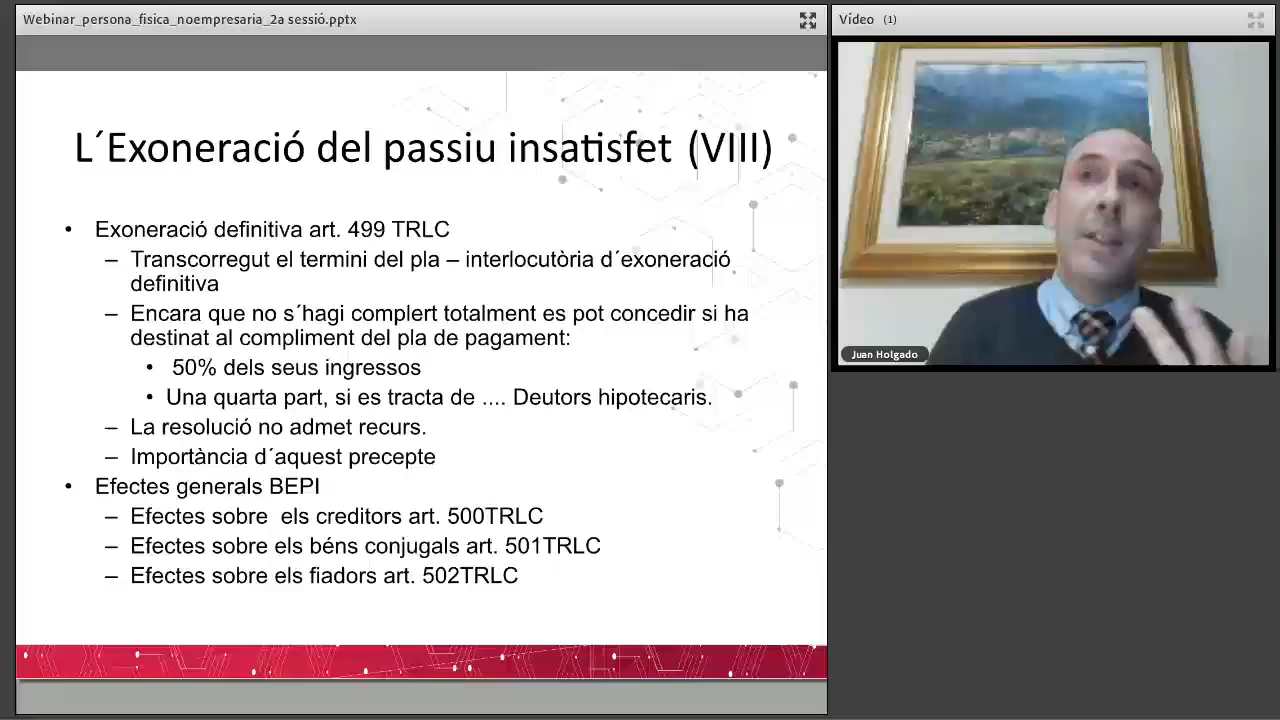 Webinar_persona_fisica_noempresaria_2a sessió.pptx
Vídeo (1)
L´Exoneració del passiu insatisfet (VIII)
• Exoneració definitiva art. 499 TRLC
– Transcorregut el termini del pla – interlocutòria d´exoneració
definitiva
– Encara que no s´hagi complert totalment es pot concedir si ha
destinat al compliment del pla de pagament:
• 50% dels seus ingressos
• Una quarta part, si es tracta de .... Deutors hipotecaris.
– La resolució no admet recurs.
– Importància d´aquest precepte
• Efectes generals BEPI
– Efectes sobre els creditors art. 500TRLC
– Efectes sobre els béns conjugals art. 501TRLC
– Efectes sobre els fiadors art. 502TRLC
Juan Holgado